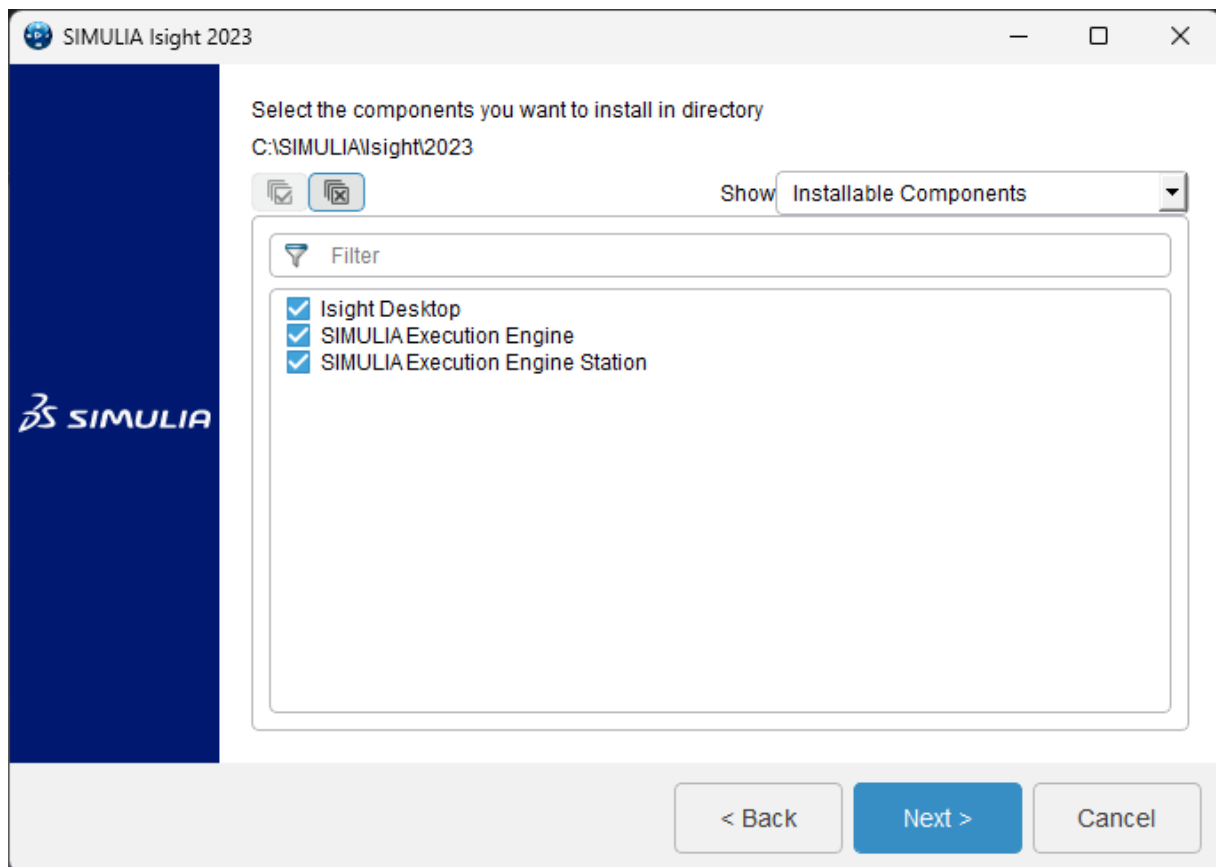 SIMULIA Isight 2023
Select the components you want to install in directory
C:\SIMULIA\Isight\2023
Show Installable Components
Filter
Isight Desktop
SIMULIA Execution Engine
SIMULIA Execution Engine Station
3S SIMULIA
< Back Next > Cancel